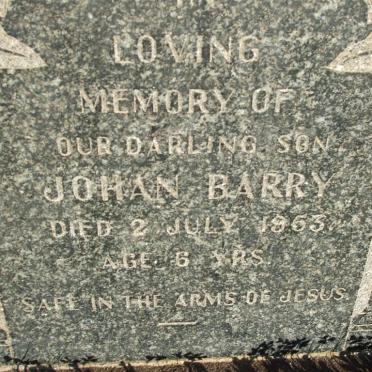 IN
LOVING
MEMORY OF
OUR DARLING SON
JOHAN BARRY
DIED 2 JULY 1963.
AGE 6 YRS
SAFE IN THE ARMS OF JESUS